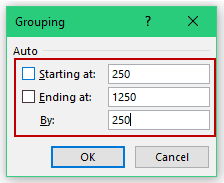 Grouping ? ×
Auto
Starting at: 250
Ending at: 1250
By: 250
OK Cancel